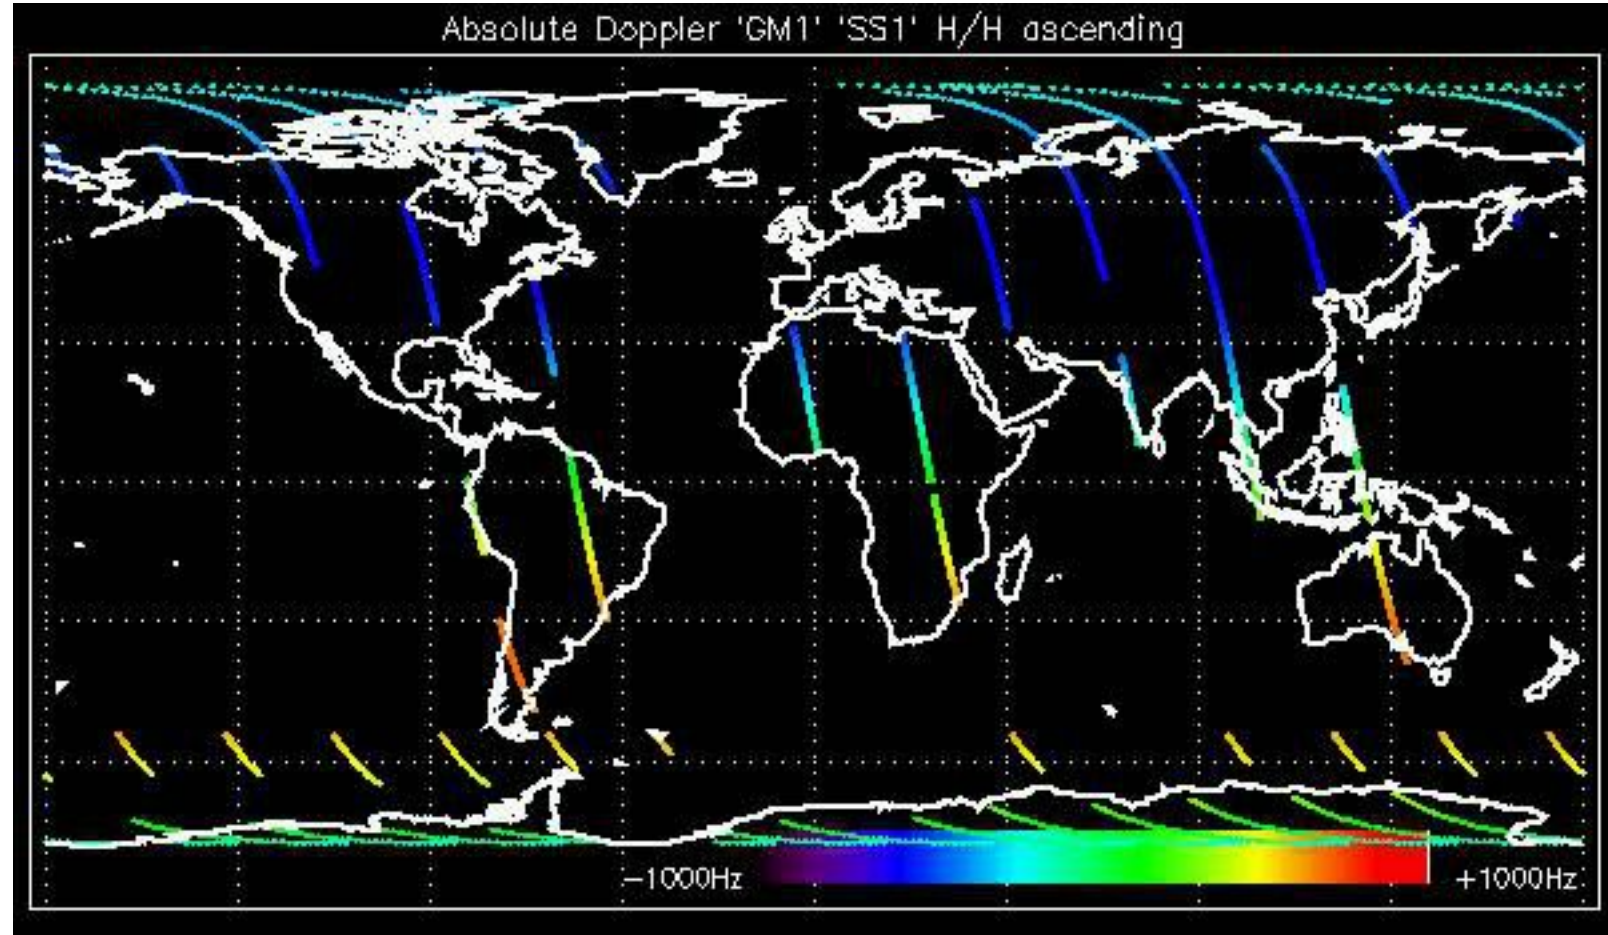 Absolute Doppler 'GM1' 'SS1' H/H ascending
-1000Hz +1000Hz